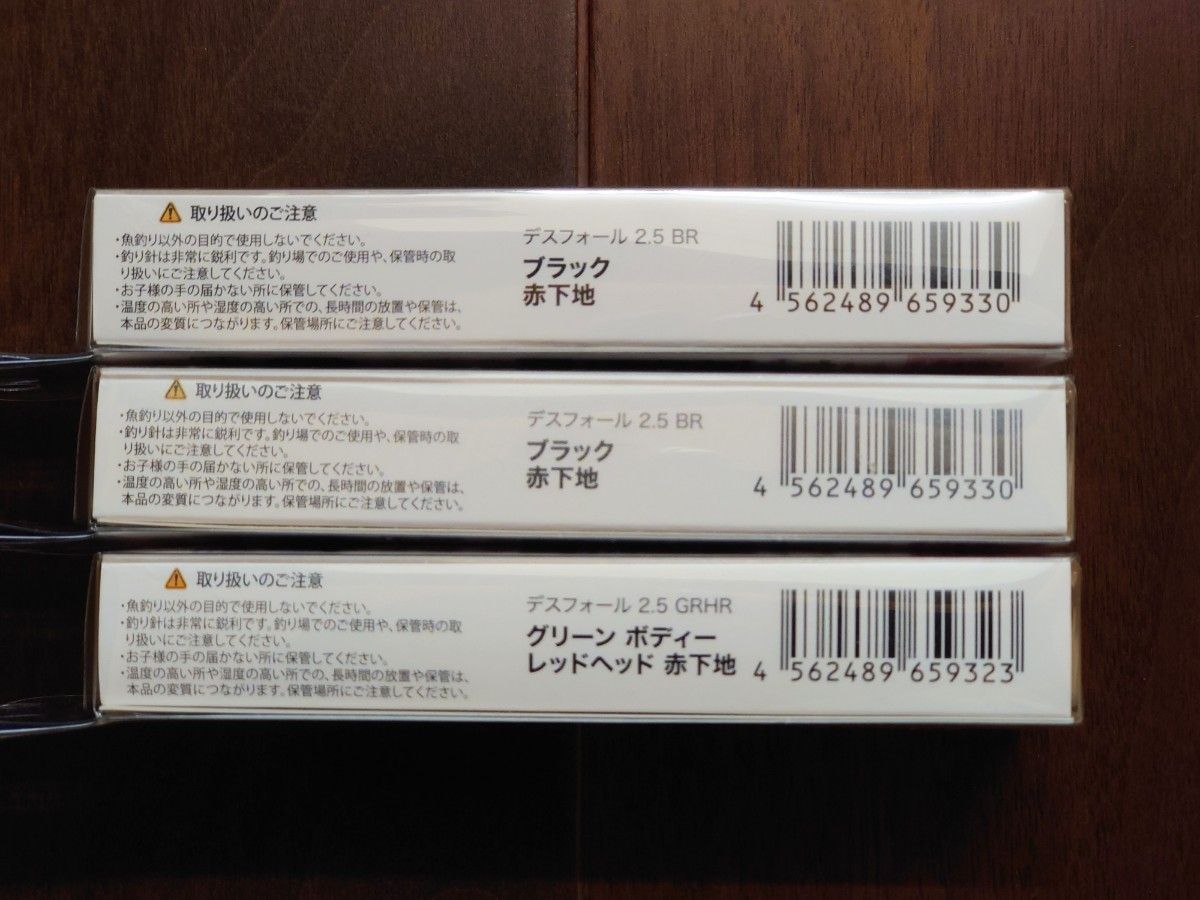 取り扱いのご注意
・魚釣り以外の目的で使用しないでください。
・釣り針は非常に鋭利です。釣り場でのご使用や、保管時の取
り扱いにご注意してください。
・お子様の手の届かない所に保管してください。
・温度の高い所や湿度の高い所での、長時間の放置や保管は、
本品の変質につながります。保管場所にご注意してください。
デスフォール 2.5 BR
ブラック
赤下地
4 562489 659330
取り扱いのご注意
・魚釣り以外の目的で使用しないでください。
・釣り針は非常に鋭利です。釣り場でのご使用や、保管時の取
り扱いにご注意してください。
・お子様の手の届かない所に保管してください。
・温度の高い所や湿度の高い所での、長時間の放置や保管は、
本品の変質につながります。保管場所にご注意してください。
デスフォール 2.5 BR
ブラック
赤下地
4 562489 659330
取り扱いのご注意
・魚釣り以外の目的で使用しないでください。
・釣り針は非常に鋭利です。釣り場でのご使用や、保管時の取
り扱いにご注意してください。
・お子様の手の届かない所に保管してください。
・温度の高い所や湿度の高い所での、長時間の放置や保管は、
本品の変質につながります。保管場所にご注意してください。
デスフォール 2.5 GRHR
グリーン ボディー
レッドヘッド 赤下地
4 562489 659323